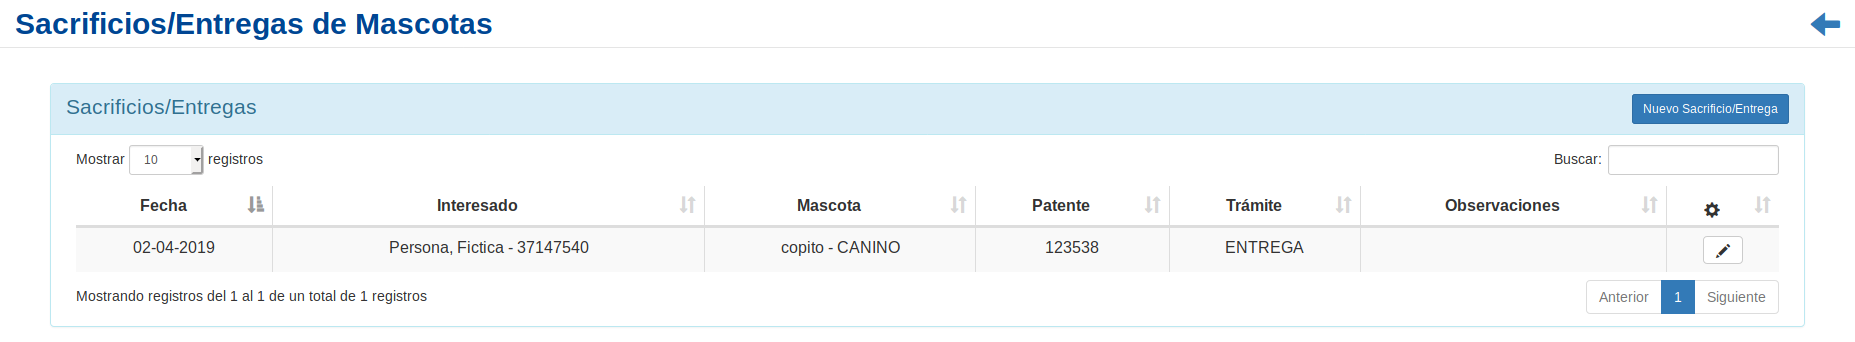 Sacrificios/Entregas de Mascotas
Sacrificios/Entregas
Nuevo Sacrificio/Entrega
Mostrar 10 registros
Buscar:
Fecha Interesado Mascota Patente Trámite Observaciones
02-04-2019 Persona, Fictica - 37147540 copito - CANINO 123538 ENTREGA
Mostrando registros del 1 al 1 de un total de 1 registros
Anterior 1 Siguiente